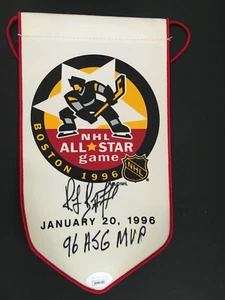 NHL
ALL★STAR
game
BOSTON 1996
NHL
JANUARY 20, 1996
96 ASG MVP